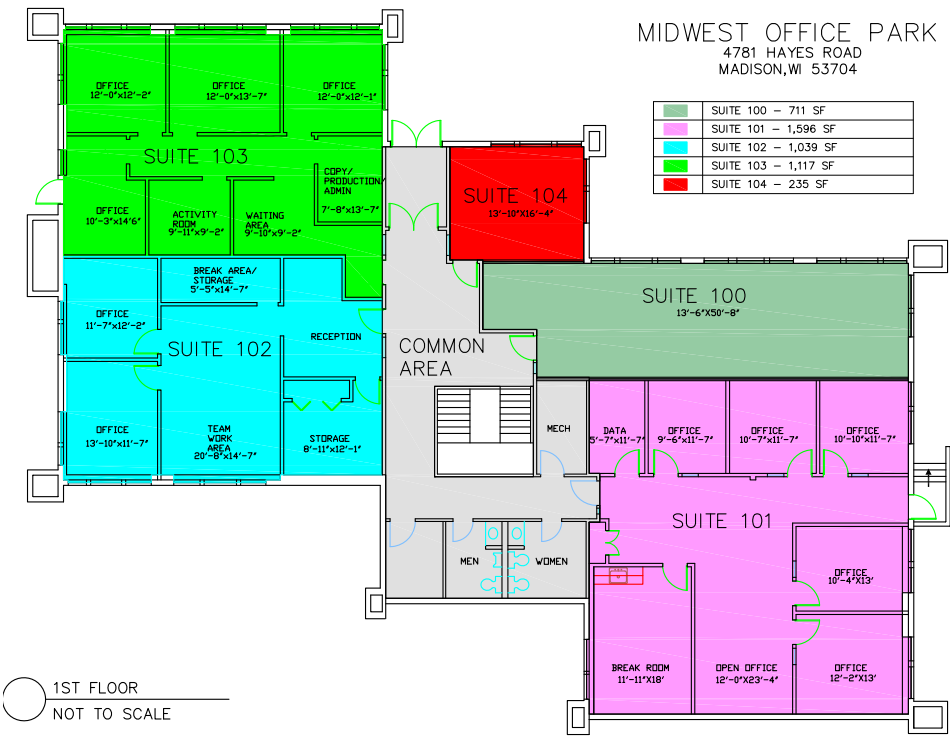 MIDWEST OFFICE PARK
4781 HAYES ROAD
MADISON,WI 53704
SUITE 100 - 711 SF
SUITE 101 - 1,596 SF
SUITE 102 - 1,039 SF
SUITE 103 - 1,117 SF
SUITE 104 - 235 SF
OFFICE
12'-0"x12'-2"
OFFICE
12'-0"x13'-7"
OFFICE
12'-0"x12'-1"
SUITE 103
COPY/
PRODUCTION/
ADMIN
7'-8"x13'-7"
OFFICE
10'-3"x14'6"
ACTIVITY
ROOM
9'-11"x9'-2"
WAITING
AREA
9'-10"x9'-2"
SUITE 104
13'-10"X16'-4"
BREAK AREA/
STORAGE
5'-5"x14'-7"
OFFICE
11'-7"x12'-2"
SUITE 102
RECEPTION
OFFICE
13'-10"x11'-7"
TEAM
WORK
AREA
20'-8"x14'-7"
STORAGE
8'-11"x12'-1"
COMMON
AREA
SUITE 100
13'-6"X50'-8"
MECH
DATA
5'-7"x11'-7"
OFFICE
9'-6"x11'-7"
OFFICE
10'-7"x11'-7"
OFFICE
10'-10"x11'-7"
SUITE 101
MEN
WOMEN
OFFICE
10'-4"X13'
BREAK ROOM
11'-11"X18'
OPEN OFFICE
12'-0"X23'-4"
OFFICE
12'-2"X13'
1ST FLOOR
NOT TO SCALE